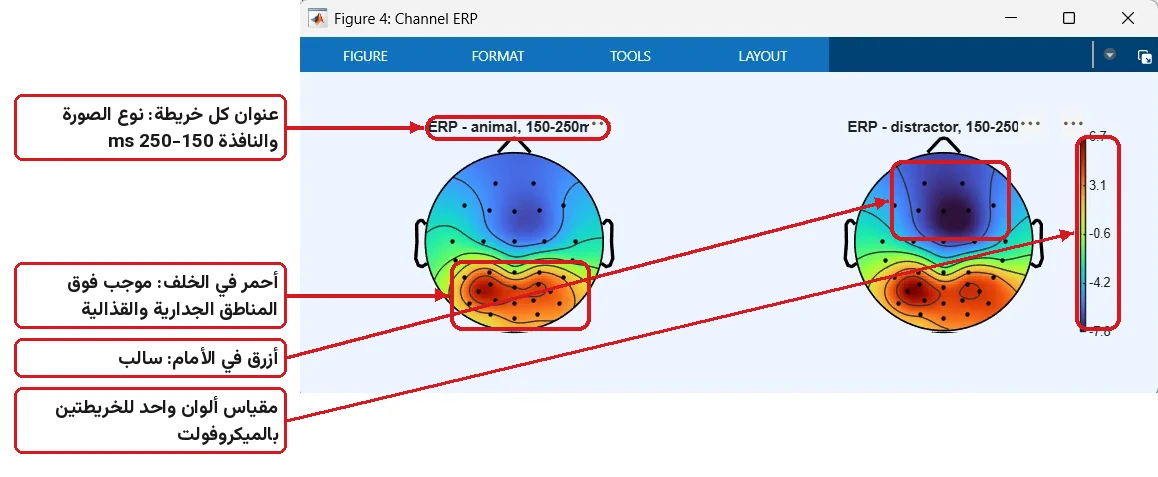 Figure 4: Channel ERP
FIGURE FORMAT TOOLS LAYOUT
عنوان كل خريطة: نوع الصورة
والنافذة 150–250 ms
ERP - animal, 150-250m
ERP - distractor, 150-250
6.7
3.1
-0.6
-4.2
-7.8
أحمر في الخلف: موجب فوق
المناطق الجدارية والقذالية
أزرق في الأمام: سالب
مقياس ألوان واحد للخريطتين
بالميكروفولت